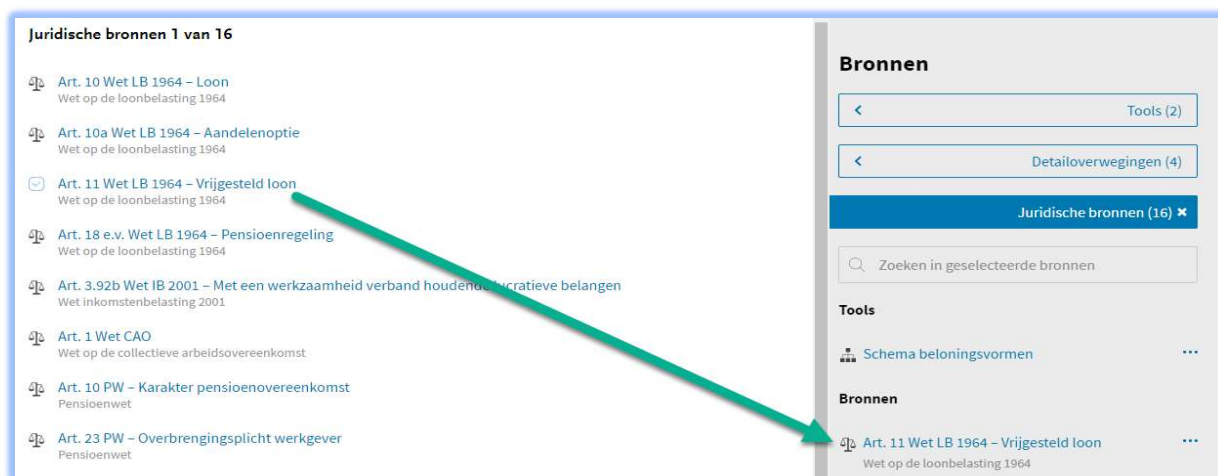 Juridische bronnen 1 van 16
Art. 10 Wet LB 1964 – Loon
Wet op de loonbelasting 1964
Art. 10a Wet LB 1964 – Aandelenoptie
Wet op de loonbelasting 1964
Art. 11 Wet LB 1964 – Vrijgesteld loon
Wet op de loonbelasting 1964
Art. 18 e.v. Wet LB 1964 – Pensioenregeling
Wet op de loonbelasting 1964
Art. 3.92b Wet IB 2001 – Met een werkzaamheid verband houdende lucratieve belangen
Wet inkomstenbelasting 2001
Art. 1 Wet CAO
Wet op de collectieve arbeidsovereenkomst
Art. 10 PW – Karakter pensioenovereenkomst
Pensioenwet
Art. 23 PW – Overbrengingsplicht werkgever
Pensioenwet
Bronnen
Tools (2)
Detailoverwegingen (4)
Juridische bronnen (16) ×
Zoeken in geselecteerde bronnen
Tools
Schema beloningsvormen
Bronnen
Art. 11 Wet LB 1964 – Vrijgesteld loon
Wet op de loonbelasting 1964